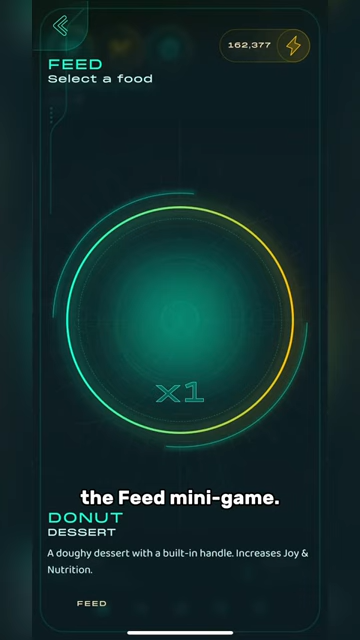 162,377
FEED
Select a food
x1
the Feed mini-game.
DONUT
DESSERT
A doughy dessert with a built-in handle. Increases Joy &
Nutrition.
FEED